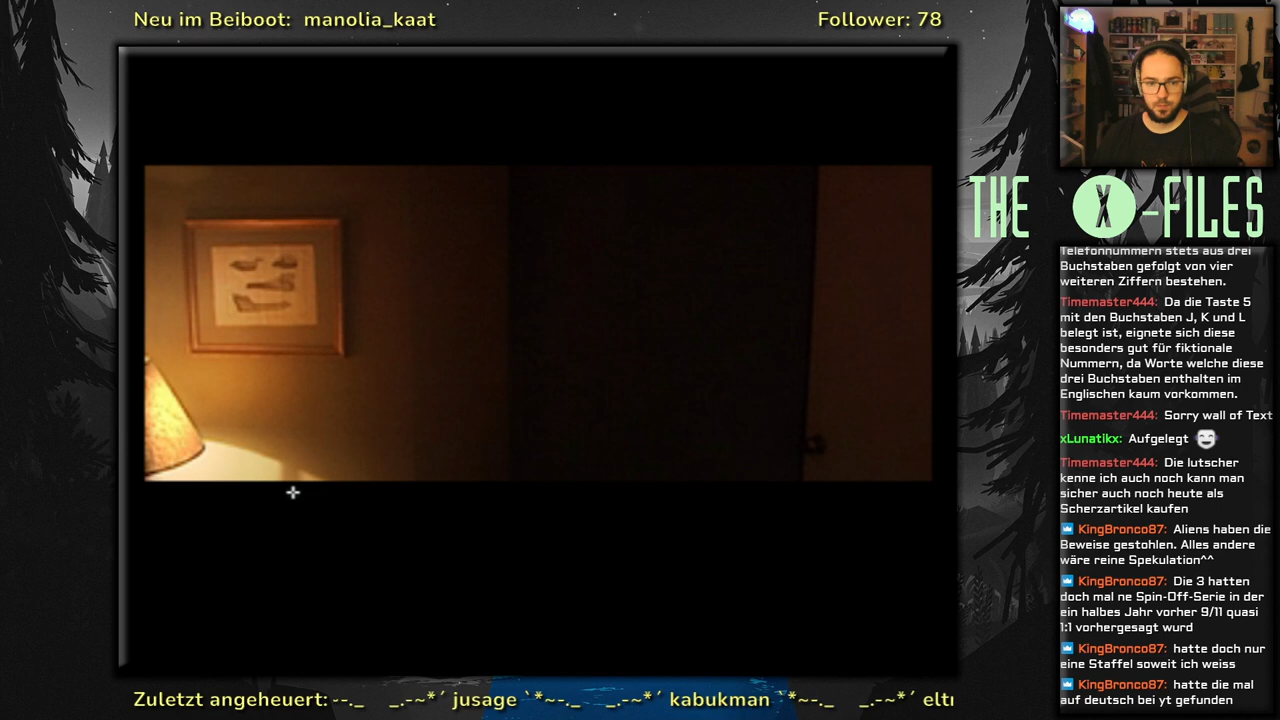 Neu im Beiboot: manolia_kaat
Follower: 78
THE X-FILES
Telefonnummern stets aus drei
Buchstaben gefolgt von vier
weiteren Ziffern bestehen.
Timemaster444: Da die Taste 5
mit den Buchstaben J, K und L
belegt ist, eignete sich diese
besonders gut für fiktionale
Nummern, da Worte welche diese
drei Buchstaben enthalten im
Englischen kaum vorkommen.
Timemaster444: Sorry wall of Text
xLunatikx: Aufgelegt
Timemaster444: Die lutscher
kenne ich auch noch kann man
sicher auch noch heute als
Scherzartikel kaufen
KingBronco87: Aliens haben die
Beweise gestohlen. Alles andere
wäre reine Spekulation^^
KingBronco87: Die 3 hatten
doch mal ne Spin-Off-Serie in der
ein halbes Jahr vorher 9/11 quasi
1:1 vorhergesagt wurd
KingBronco87: hatte doch nur
eine Staffel soweit ich weiss
KingBronco87: hatte die mal
auf deutsch bei yt gefunden
Zuletzt angeheuert: --._ _.-~*´ jusage `*~-._ _.-~*´ kabukman `*~-._ _.-~*´ eltı